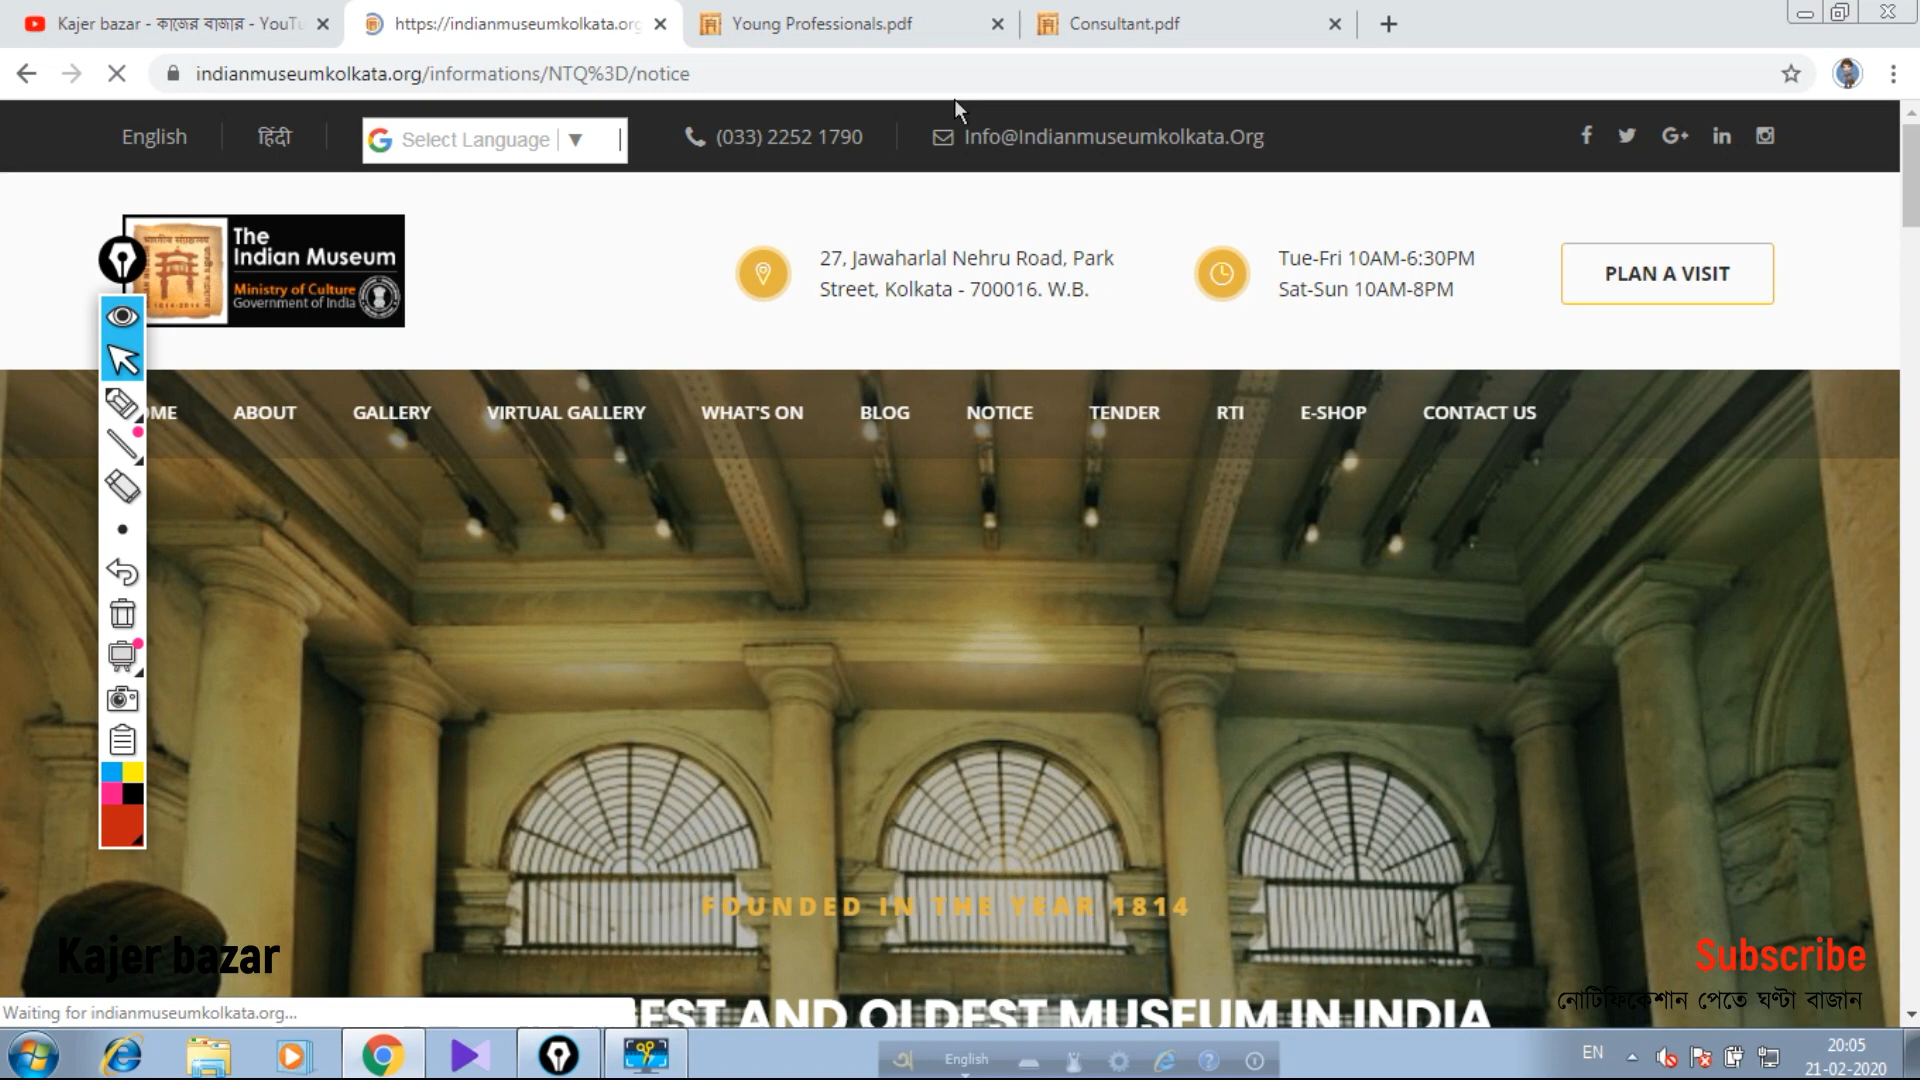 Kajer bazar - কাজের বাজার - YouTu
https://indianmuseumkolkata.org
Young Professionals.pdf
Consultant.pdf
indianmuseumkolkata.org/informations/NTQ%3D/notice
English
हिंदी
Select Language
(033) 2252 1790
Info@Indianmuseumkolkata.Org
The
Indian Museum
Ministry of Culture
Government of India
27, Jawaharlal Nehru Road, Park
Street, Kolkata - 700016. W.B.
Tue-Fri 10AM-6:30PM
Sat-Sun 10AM-8PM
PLAN A VISIT
OME ABOUT GALLERY VIRTUAL GALLERY WHAT'S ON BLOG NOTICE TENDER RTI E-SHOP CONTACT US
FOUNDED IN THE YEAR 1814
Kajer bazar
Subscribe
নোটিফিকেশান পেতে ঘণ্টা বাজান
Waiting for indianmuseumkolkata.org...
EST AND OLDEST MUSEUM IN INDIA
English
EN
20:05
21-02-2020